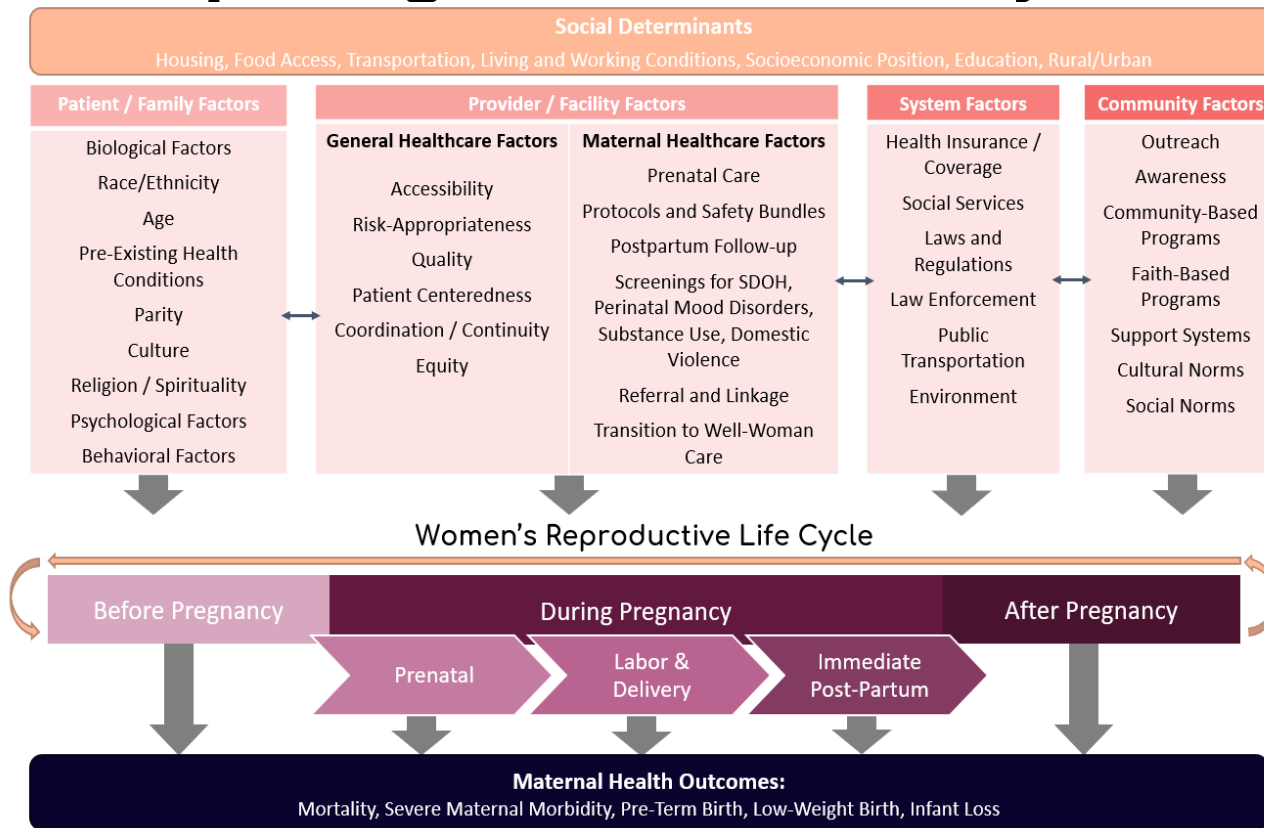 Social Determinants
Housing, Food Access, Transportation, Living and Working Conditions, Socioeconomic Position, Education, Rural/Urban
Patient / Family Factors
Biological Factors
Race/Ethnicity
Age
Pre-Existing Health
Conditions
Parity
Culture
Religion / Spirituality
Psychological Factors
Behavioral Factors
Provider / Facility Factors
General Healthcare Factors
Accessibility
Risk-Appropriateness
Quality
Patient Centeredness
Coordination / Continuity
Equity
Maternal Healthcare Factors
Prenatal Care
Protocols and Safety Bundles
Postpartum Follow-up
Screenings for SDOH,
Perinatal Mood Disorders,
Substance Use, Domestic
Violence
Referral and Linkage
Transition to Well-Woman
Care
System Factors
Health Insurance /
Coverage
Social Services
Laws and
Regulations
Law Enforcement
Public
Transportation
Environment
Community Factors
Outreach
Awareness
Community-Based
Programs
Faith-Based
Programs
Support Systems
Cultural Norms
Social Norms
Women's Reproductive Life Cycle
Before Pregnancy
During Pregnancy
After Pregnancy
Prenatal
Labor &
Delivery
Immediate
Post-Partum
Maternal Health Outcomes:
Mortality, Severe Maternal Morbidity, Pre-Term Birth, Low-Weight Birth, Infant Loss